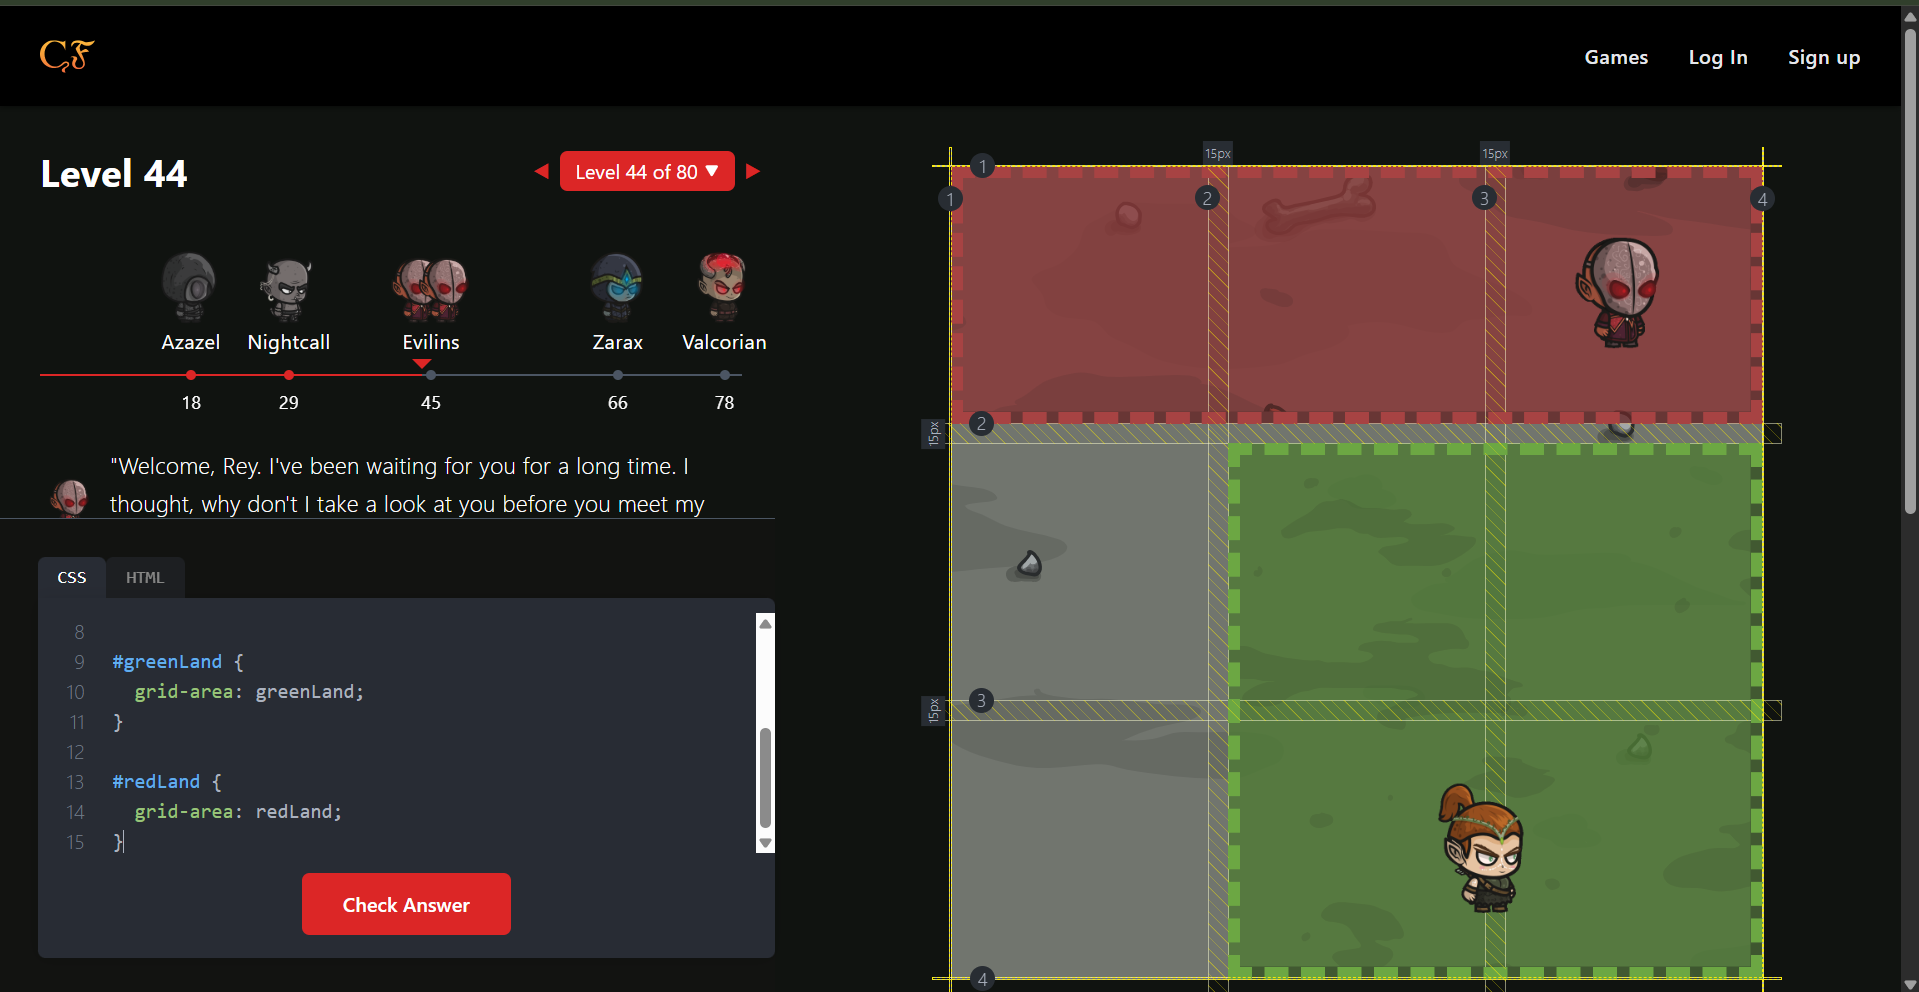 CF
Games Log In Sign up
Level 44
Level 44 of 80 ▼
Azazel Nightcall Evilins Zarax Valcorian
18 29 45 66 78
"Welcome, Rey. I've been waiting for you for a long time. I
thought, why don't I take a look at you before you meet my
CSS HTML
8
9 #greenLand {
10 grid-area: greenLand;
11 }
12
13 #redLand {
14 grid-area: redLand;
15 }
Check Answer
15px 15px
1
1 2 3 4
2
15px
3
15px
4